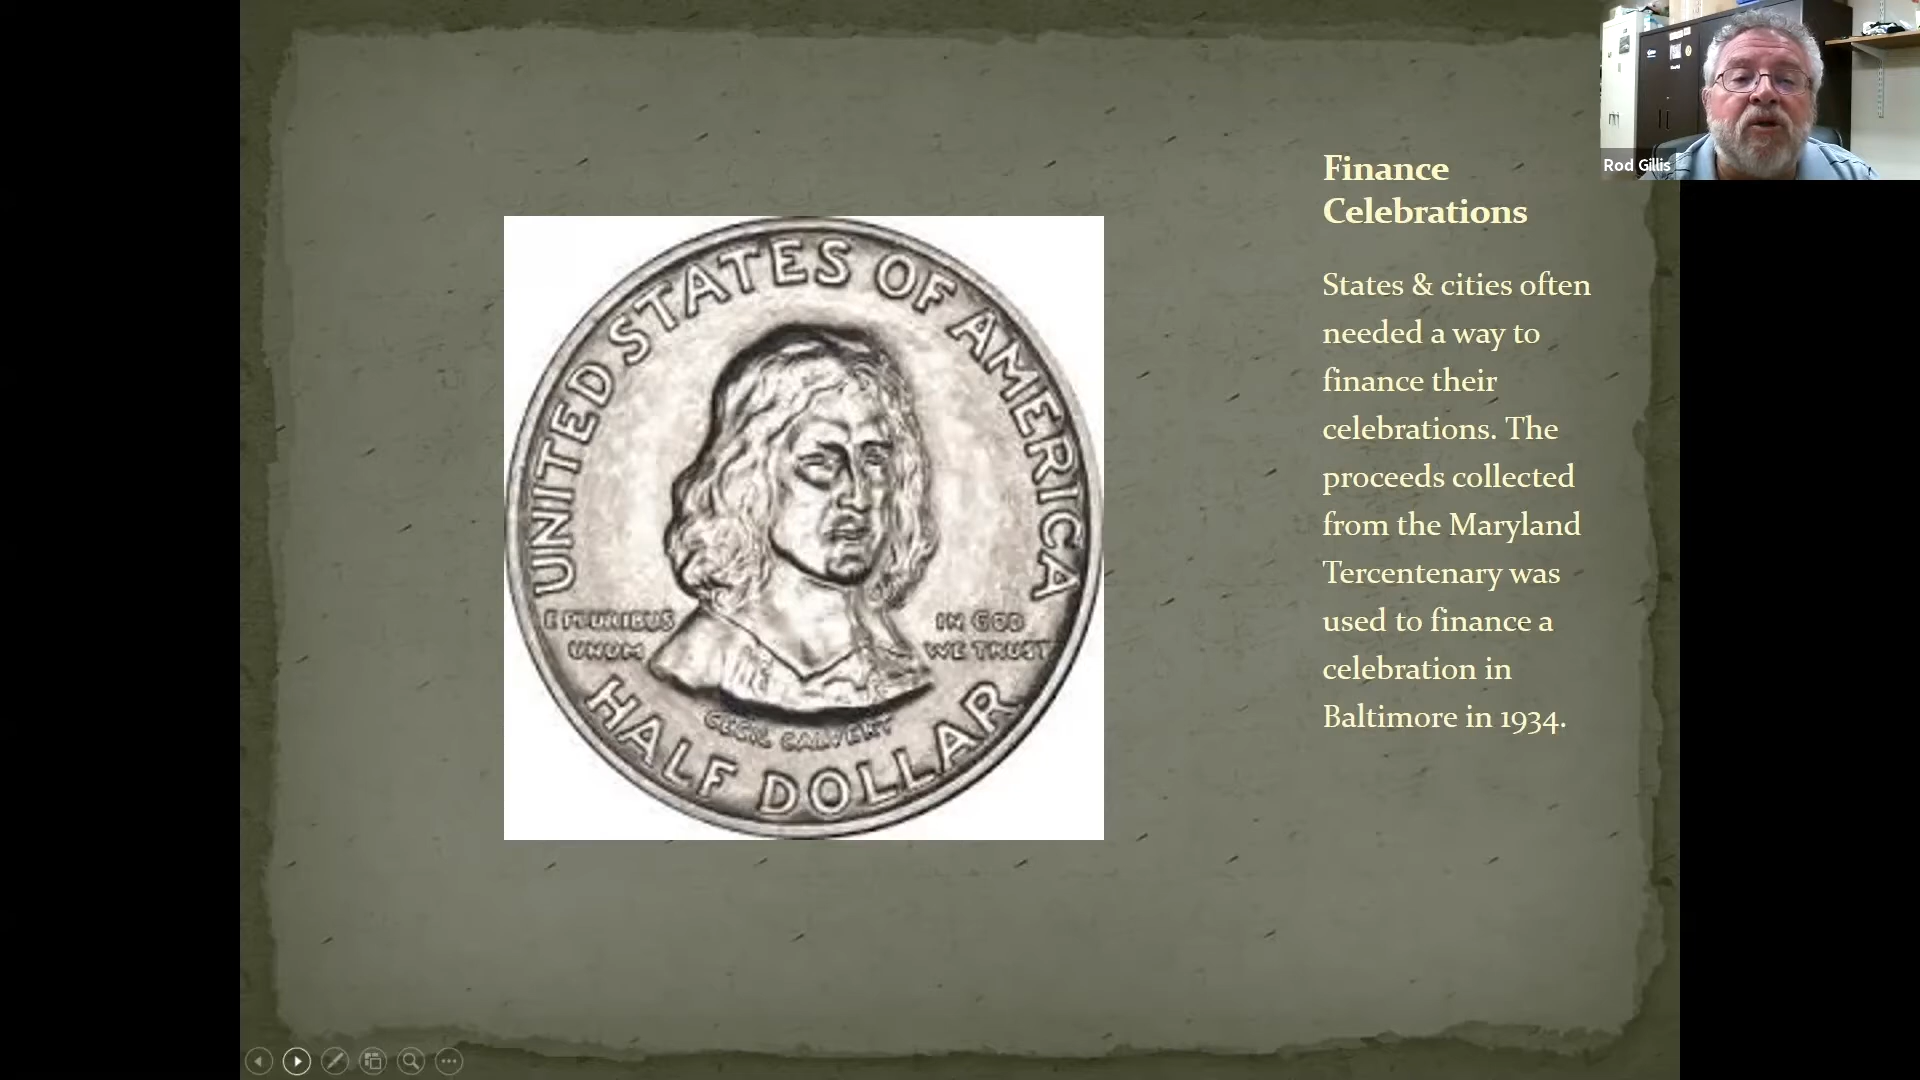 Finance
Celebrations
States & cities often
needed a way to
finance their
celebrations. The
proceeds collected
from the Maryland
Tercentenary was
used to finance a
celebration in
Baltimore in 1934.
UNITED STATES OF AMERICA
E PLURIBUS
UNUM
IN GOD
WE TRUST
CECIL CALVERT
HALF DOLLAR
Rod Gillis